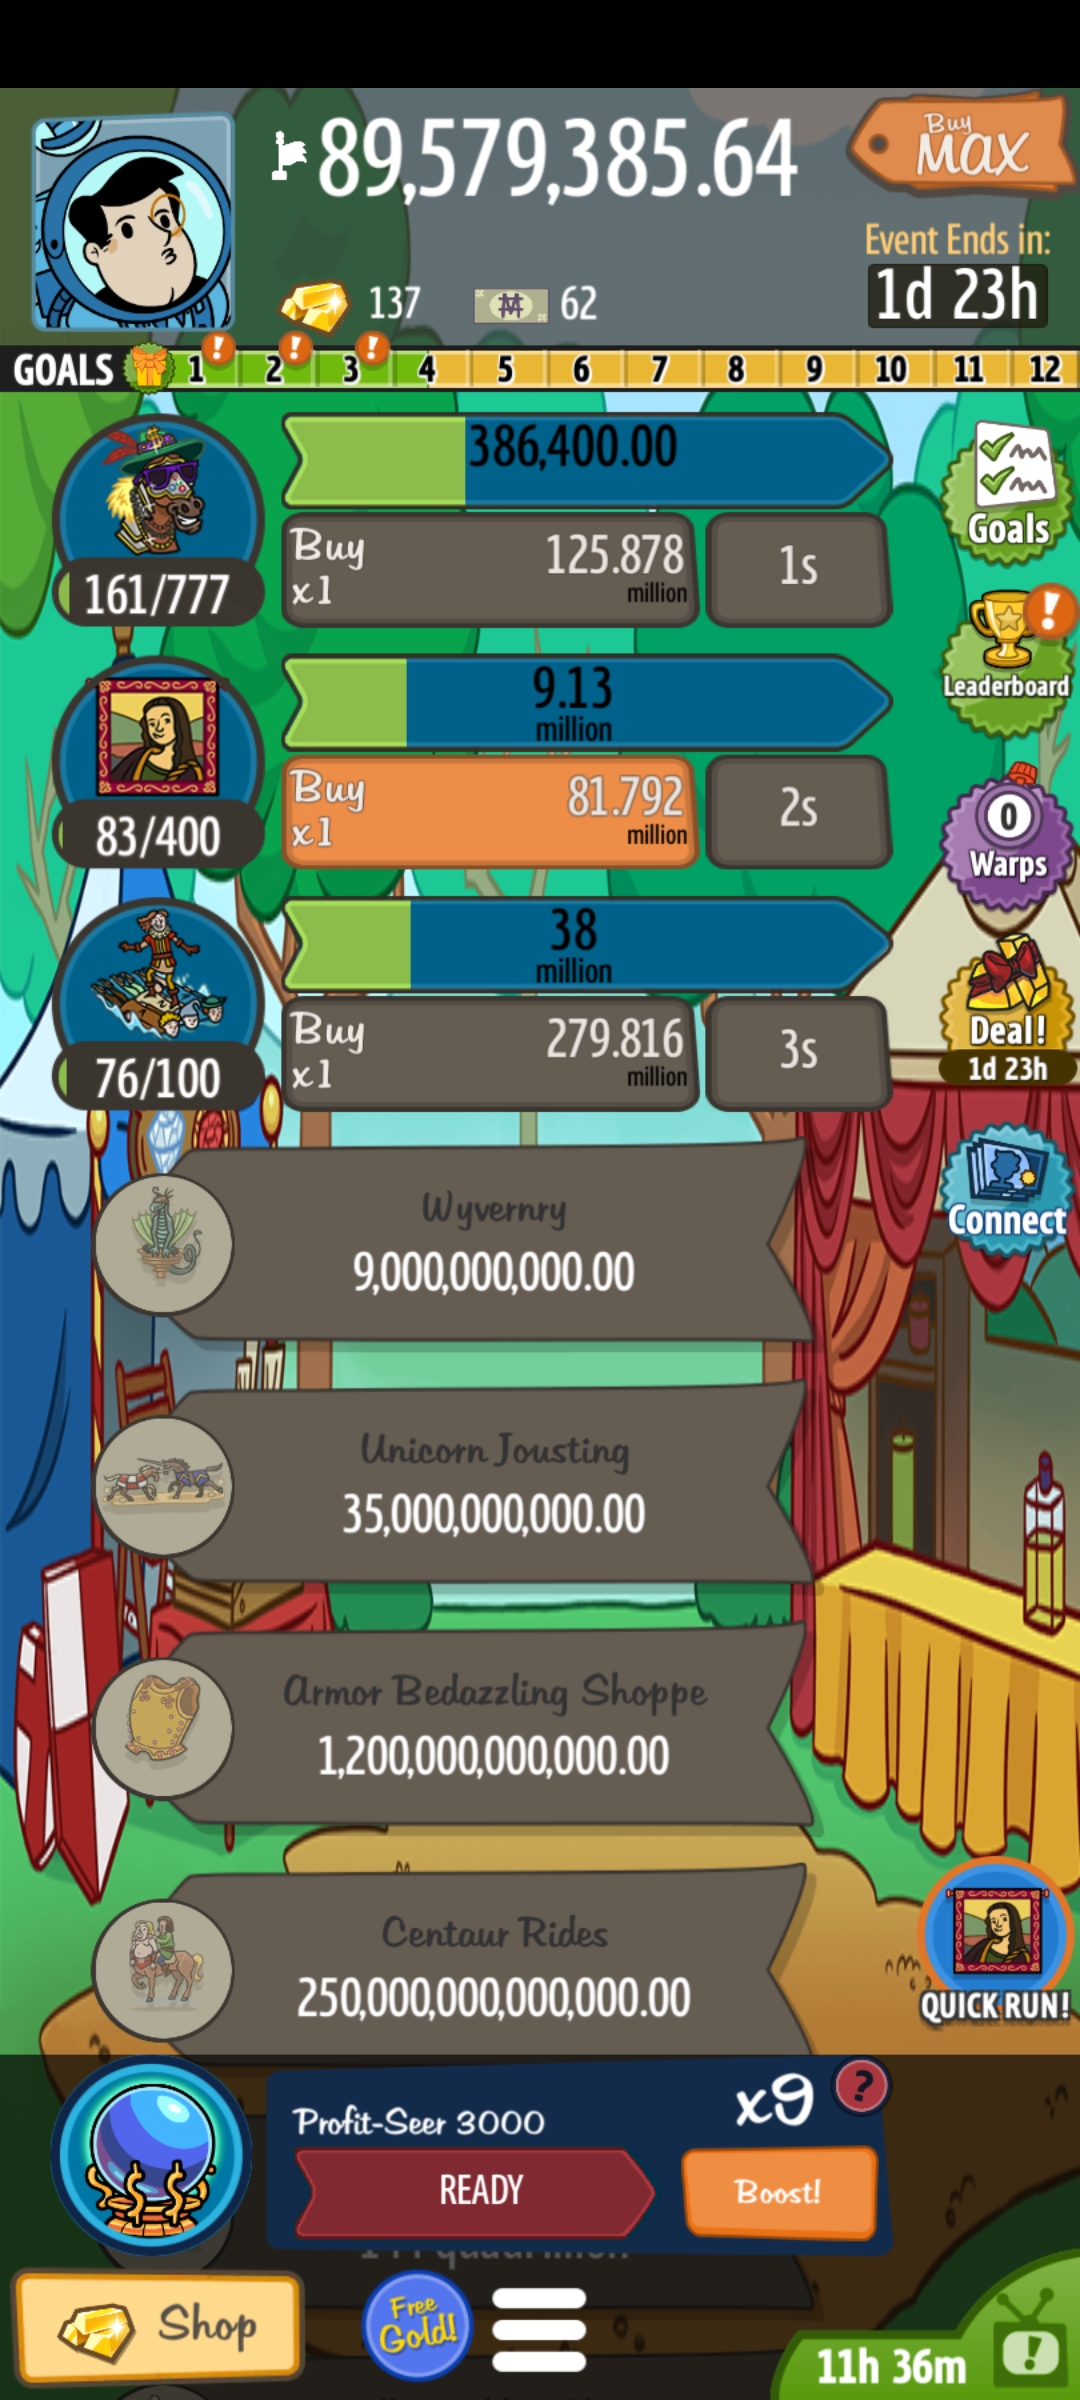 89,579,385.64
Buy
MAX
Event Ends in:
1d 23h
137
62
GOALS 1 ! 2 ! 3 ! 4 5 6 7 8 9 10 11 12
386,400.00
Buy
x1
125.878
million
1s
161/777
Goals
9.13
million
Buy
x1
81.792
million
2s
83/400
!
Leaderboard
0
Warps
38
million
Buy
x1
279.816
million
3s
76/100
Deal!
1d 23h
Connect
Wyvernry
9,000,000,000.00
Unicorn Jousting
35,000,000,000.00
Armor Bedazzling Shoppe
1,200,000,000,000.00
Centaur Rides
250,000,000,000,000.00
QUICK RUN!
Profit-Seer 3000
x9
?
READY
Boost!
Shop
Free
Gold!
11h 36m
!